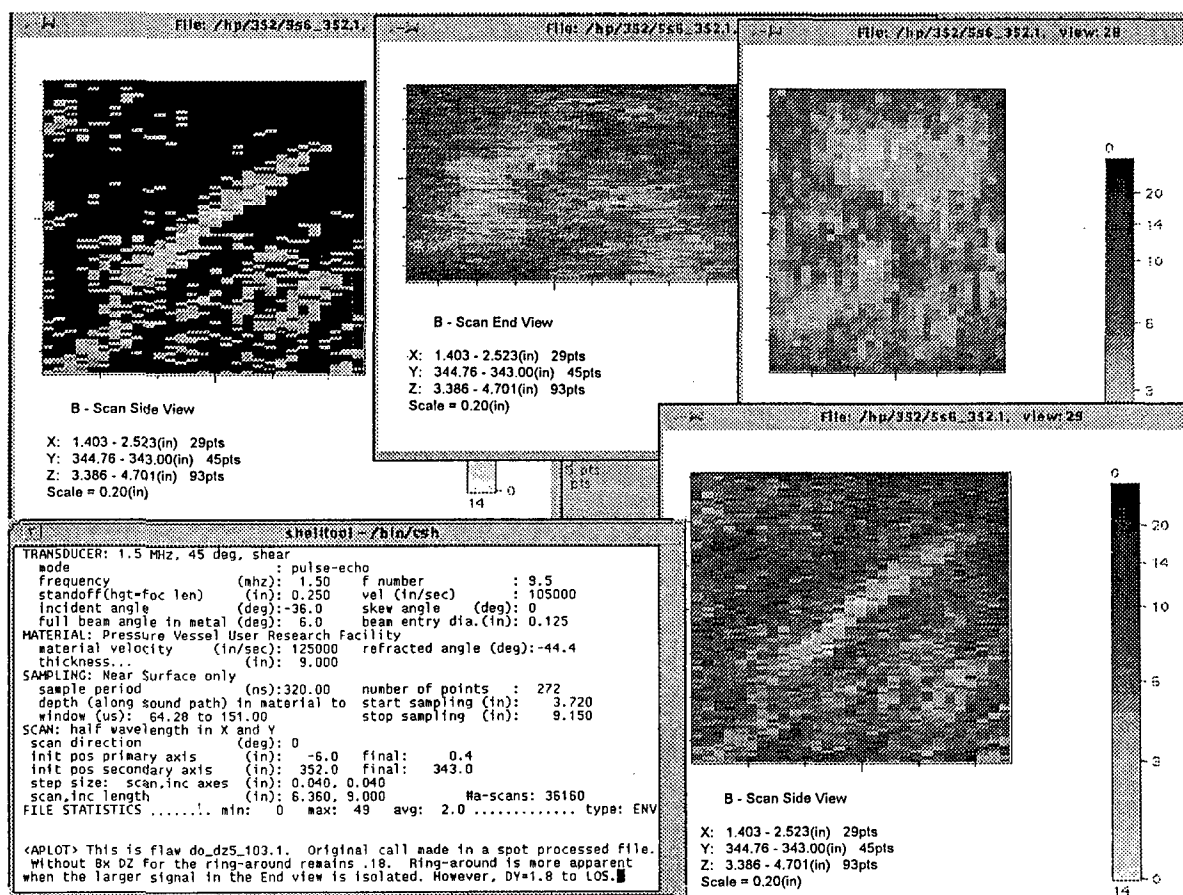 File: /hp/352/5s6_352.1,
File: /hp/352/5s6_352.1,
File: /hp/352/5s6_352.1, view: 28
0
20
14
10
6
3
B - Scan Side View
X: 1.403 - 2.523(in) 29pts
Y: 344.76 - 343.00(in) 45pts
Z: 3.386 - 4.701(in) 93pts
Scale = 0.20(in)
0
14
B - Scan End View
X: 1.403 - 2.523(in) 29pts
Y: 344.76 - 343.00(in) 45pts
Z: 3.386 - 4.701(in) 93pts
Scale = 0.20(in)
pts
pts
File: /hp/352/5s6_352.1, view: 29
0
20
14
10
6
3
0
14
B - Scan Side View
X: 1.403 - 2.523(in) 29pts
Y: 344.76 - 343.00(in) 45pts
Z: 3.386 - 4.701(in) 93pts
Scale = 0.20(in)
shelltool - /bin/csh
TRANSDUCER: 1.5 MHz, 45 deg, shear
mode : pulse-echo
frequency (mhz): 1.50 f number : 9.5
standoff(hgt=foc len) (in): 0.250 vel (in/sec) : 105000
incident angle (deg):-36.0 skew angle (deg): 0
full beam angle in metal (deg): 6.0 beam entry dia.(in): 0.125
MATERIAL: Pressure Vessel User Research Facility
material velocity (in/sec): 125000 refracted angle (deg):-44.4
thickness... (in): 9.000
SAMPLING: Near Surface only
sample period (ns):320.00 number of points : 272
depth (along sound path) in material to start sampling (in): 3.720
window (us): 64.28 to 151.00 stop sampling (in): 9.150
SCAN: half wavelength in X and Y
scan direction (deg): 0
init pos primary axis (in): -6.0 final: 0.4
init pos secondary axis (in): 352.0 final: 343.0
step size: scan,inc axes (in): 0.040, 0.040
scan,inc length (in): 6.360, 9.000 #a-scans: 36160
FILE STATISTICS ........ min: 0 max: 49 avg: 2.0 ............. type: ENV
<APLOT> This is flaw do_dz5_103.1. Original call made in a spot processed file.
Without 8x DZ for the ring-around remains .18. Ring-around is more apparent
when the larger signal in the End view is isolated. However, DY=1.8 to LOS.